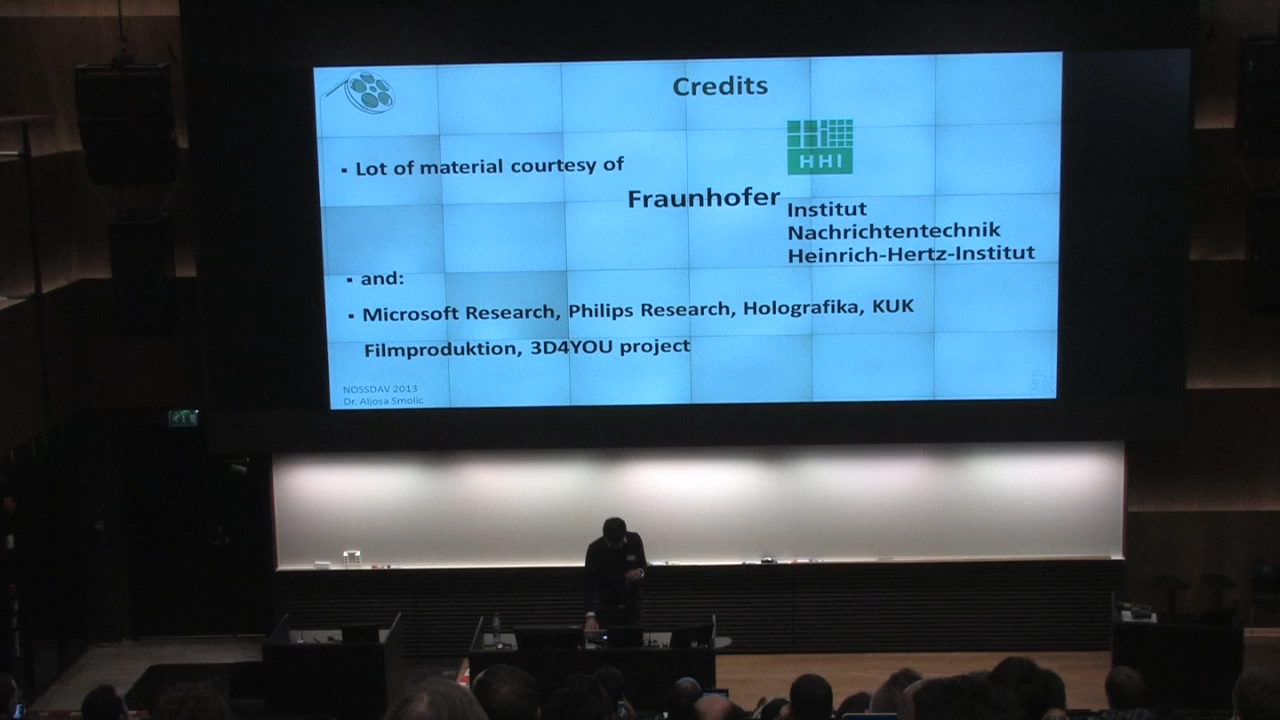 Credits
▪ Lot of material courtesy of
HHI
Fraunhofer
Institut
Nachrichtentechnik
Heinrich-Hertz-Institut
▪ and:
▪ Microsoft Research, Philips Research, Holografika, KUK
Filmproduktion, 3D4YOU project
NOSSDAV 2013
Dr. Aljosa Smolic